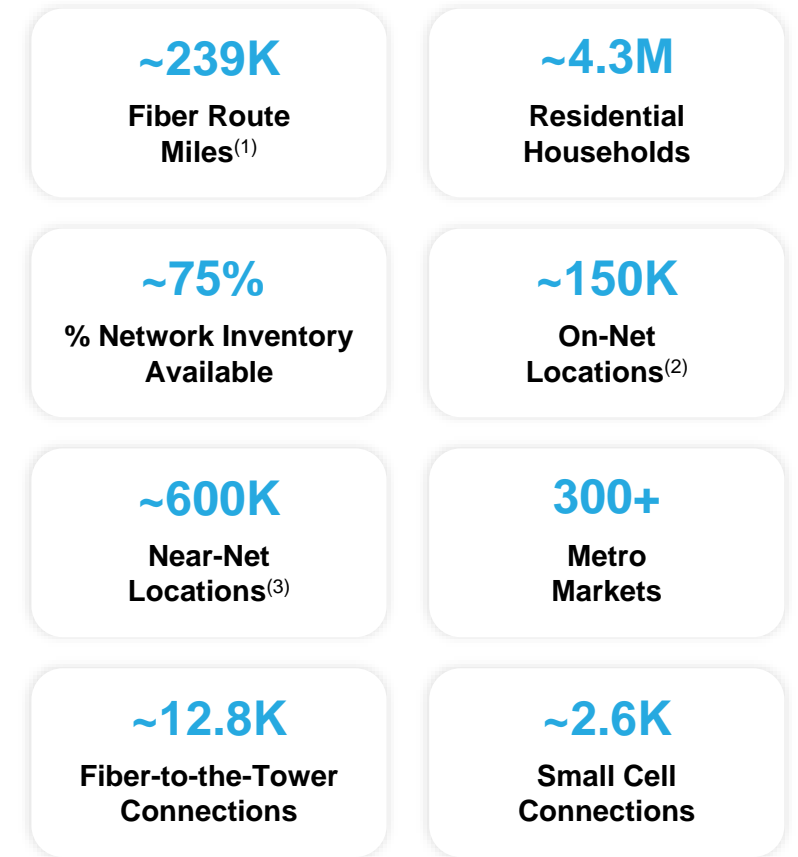 ~239K
Fiber Route
Miles(1)
~4.3M
Residential
Households
~75%
% Network Inventory
Available
~150K
On-Net
Locations(2)
~600K
Near-Net
Locations(3)
300+
Metro
Markets
~12.8K
Fiber-to-the-Tower
Connections
~2.6K
Small Cell
Connections